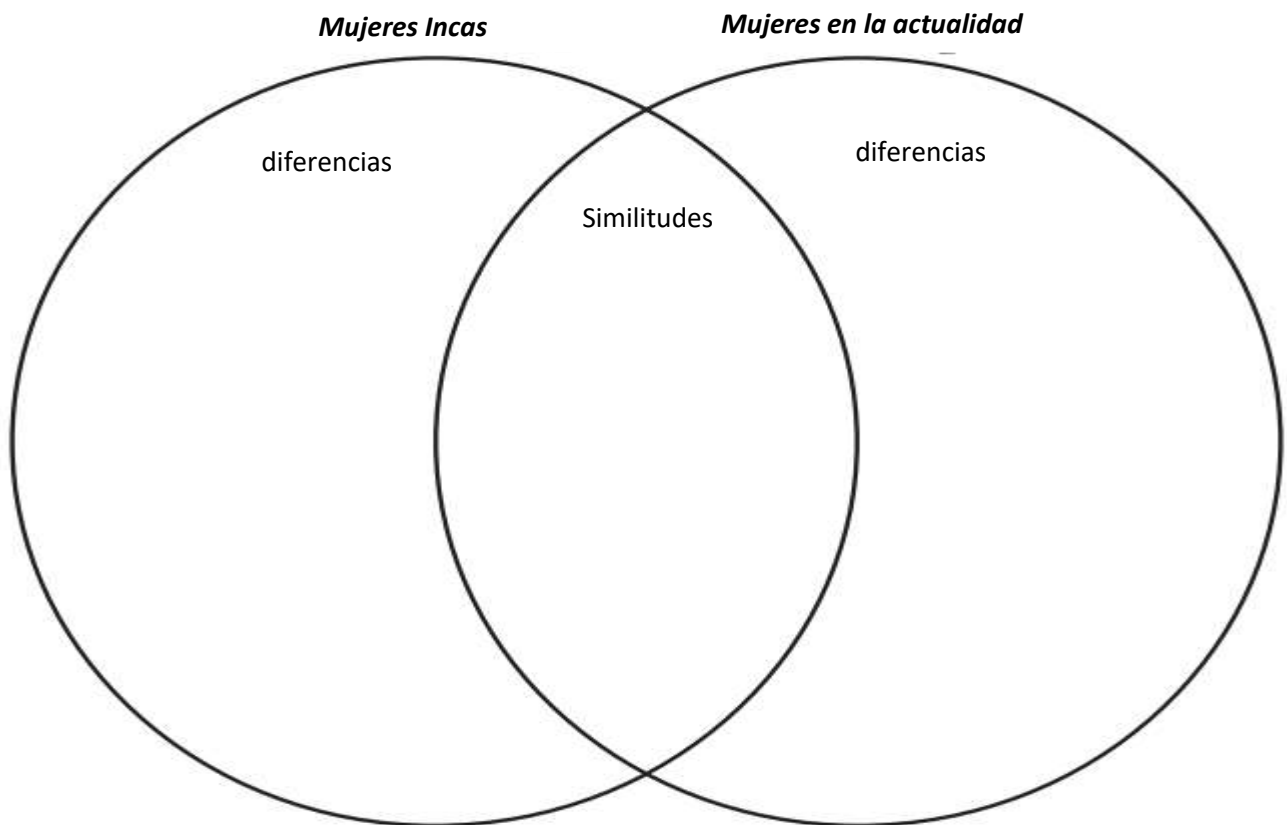 Mujeres Incas
Mujeres en la actualidad
diferencias
diferencias
Similitudes